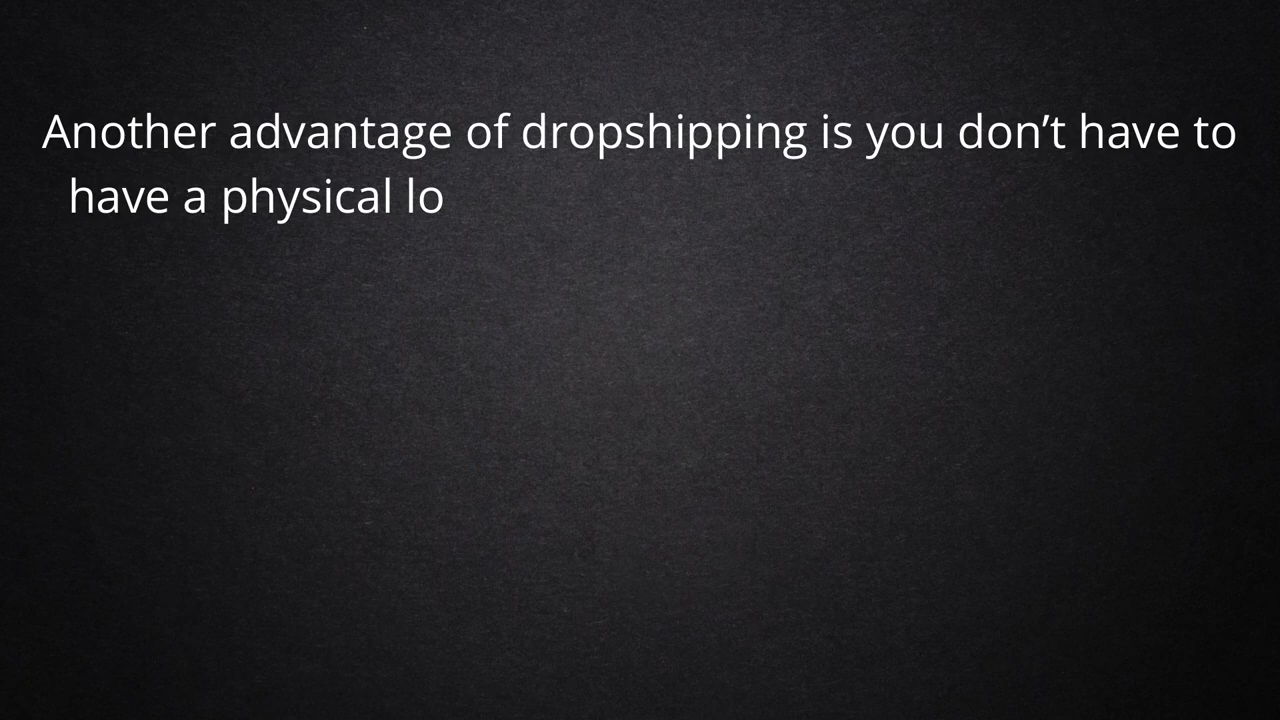 Another advantage of dropshipping is you don’t have to
have a physical lo